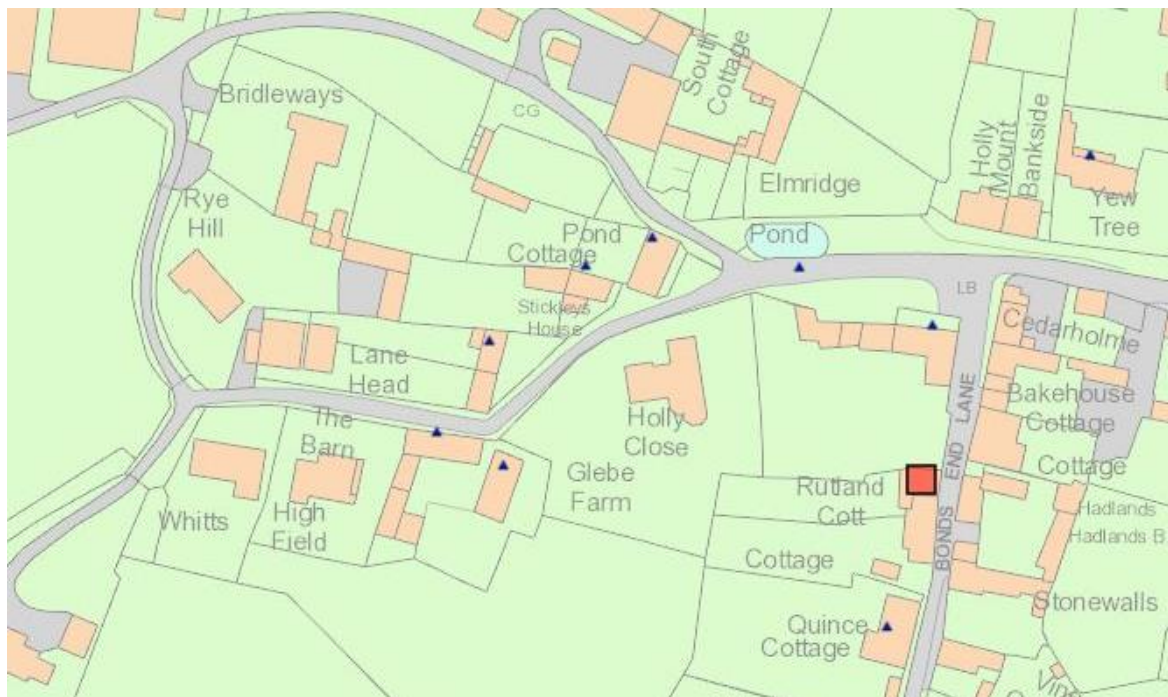 South
Cottage
Bridleways
CG
Holly
Mount
Bankside
Elmridge
Yew
Tree
Rye
Hill
Pond
Cottage
Pond
Stickleys
House
LB
Cedarholme
Lane
Head
Bakehouse
Cottage
The
Barn
Holly
Close
BONDS END LANE
Cottage
Glebe
Farm
Rutland
Cott
Whitts
High
Field
Hadlands
Hadlands B
Cottage
Stonewalls
Quince
Cottage